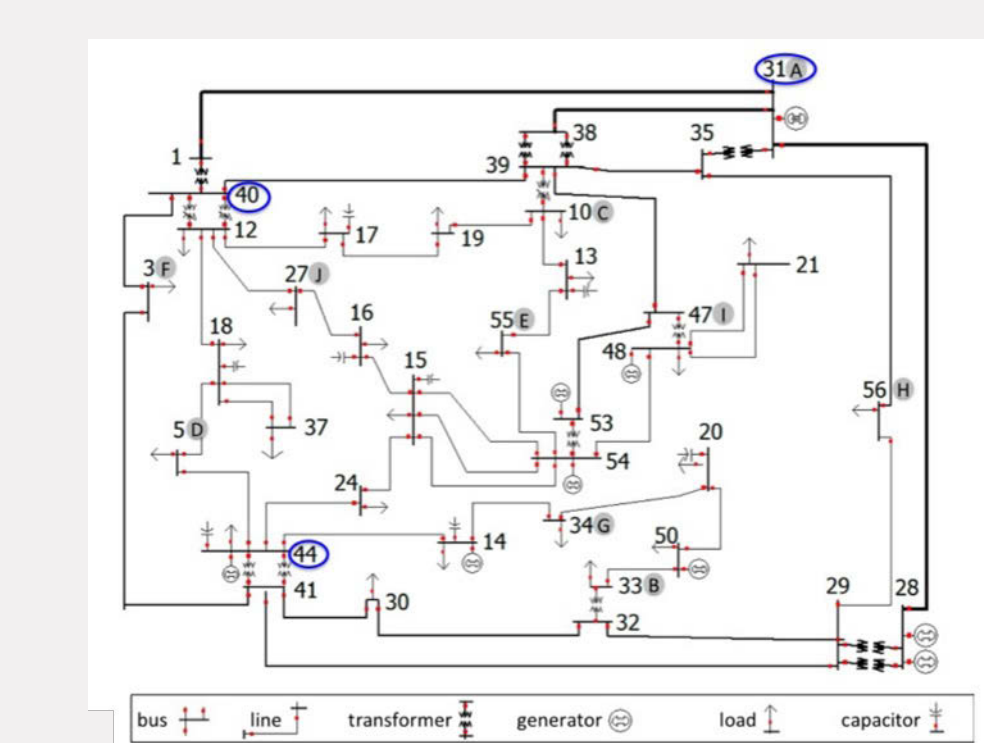 31 A
38
35
1
39
40
10 C
12
17
19
13
21
3 F
27 J
16
55 E
47 I
18
48
15
56 H
53
37
20
5 D
54
24
34 G
50
14
44
41
33 B
29
28
30
32
bus
line
transformer
generator
load
capacitor